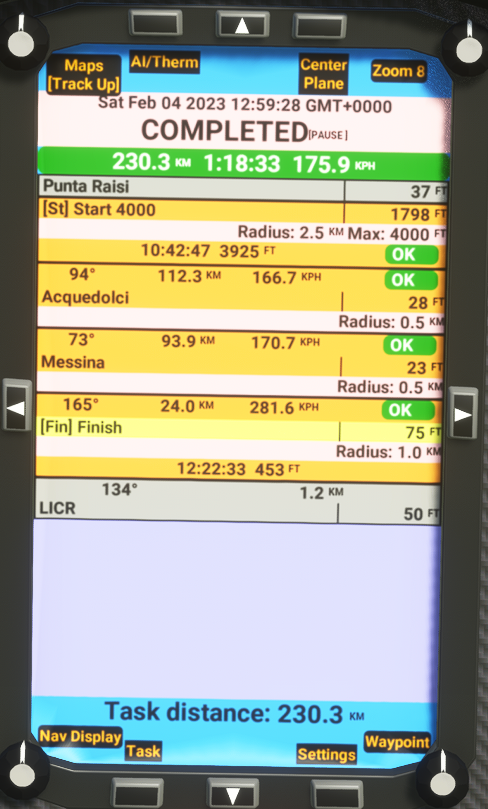 Maps AI/Therm Center Zoom 8
[Track Up] Plane
Sat Feb 04 2023 12:59:28 GMT+0000
COMPLETED[PAUSE]
230.3 KM 1:18:33 175.9 KPH
Punta Raisi 37 FT
[St] Start 4000 1798 FT
Radius: 2.5 KM Max: 4000 FT
10:42:47 3925 FT OK
94° 112.3 KM 166.7 KPH OK
Acquedolci 28 FT
Radius: 0.5 KM
73° 93.9 KM 170.7 KPH OK
Messina 23 FT
Radius: 0.5 KM
165° 24.0 KM 281.6 KPH OK
[Fin] Finish 75 FT
Radius: 1.0 KM
12:22:33 453 FT
134° 1.2 KM
LICR 50 FT
Task distance: 230.3 KM
Nav Display Waypoint
Task Settings